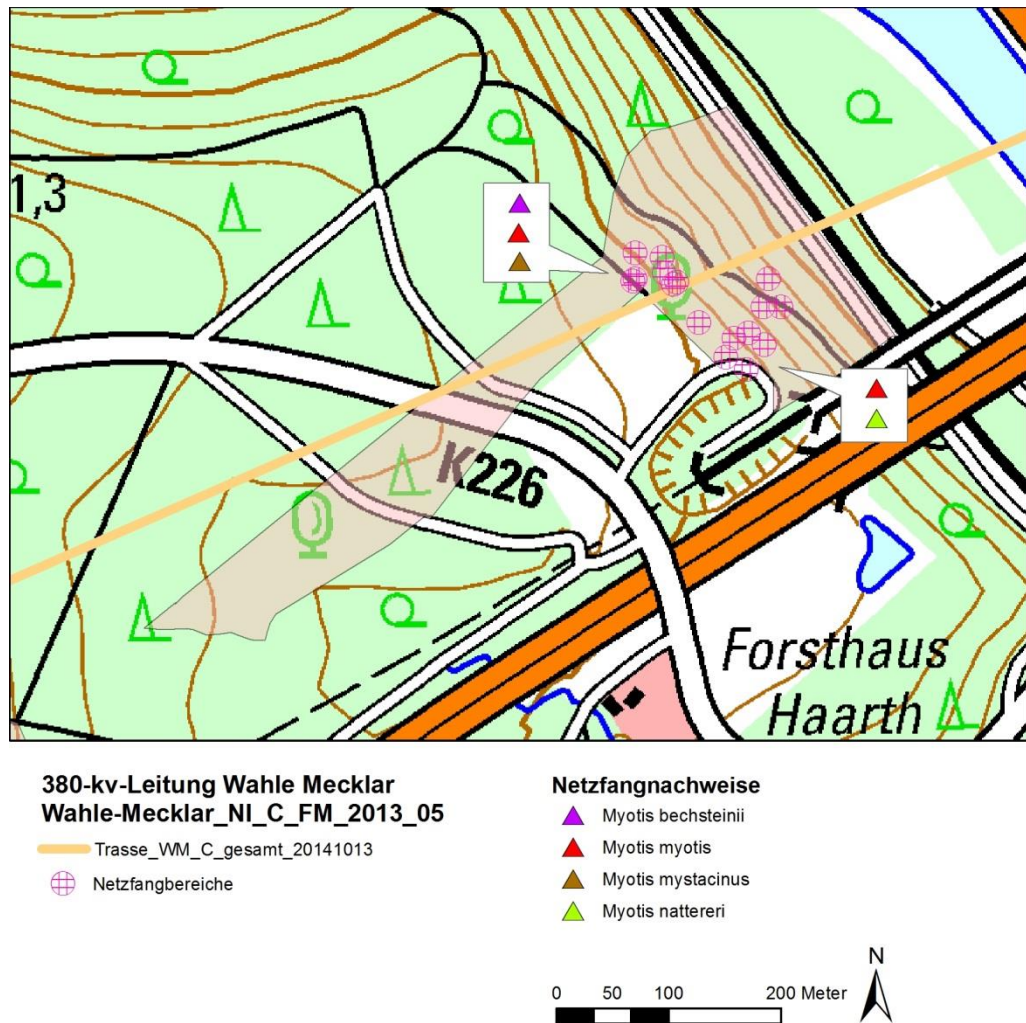 1,3
K226
Forsthaus
Haarth
380-kv-Leitung Wahle Mecklar
Wahle-Mecklar_NI_C_FM_2013_05
Trasse_WM_C_gesamt_20141013
Netzfangbereiche
Netzfangnachweise
Myotis bechsteinii
Myotis myotis
Myotis mystacinus
Myotis nattereri
N
0 50 100 200 Meter